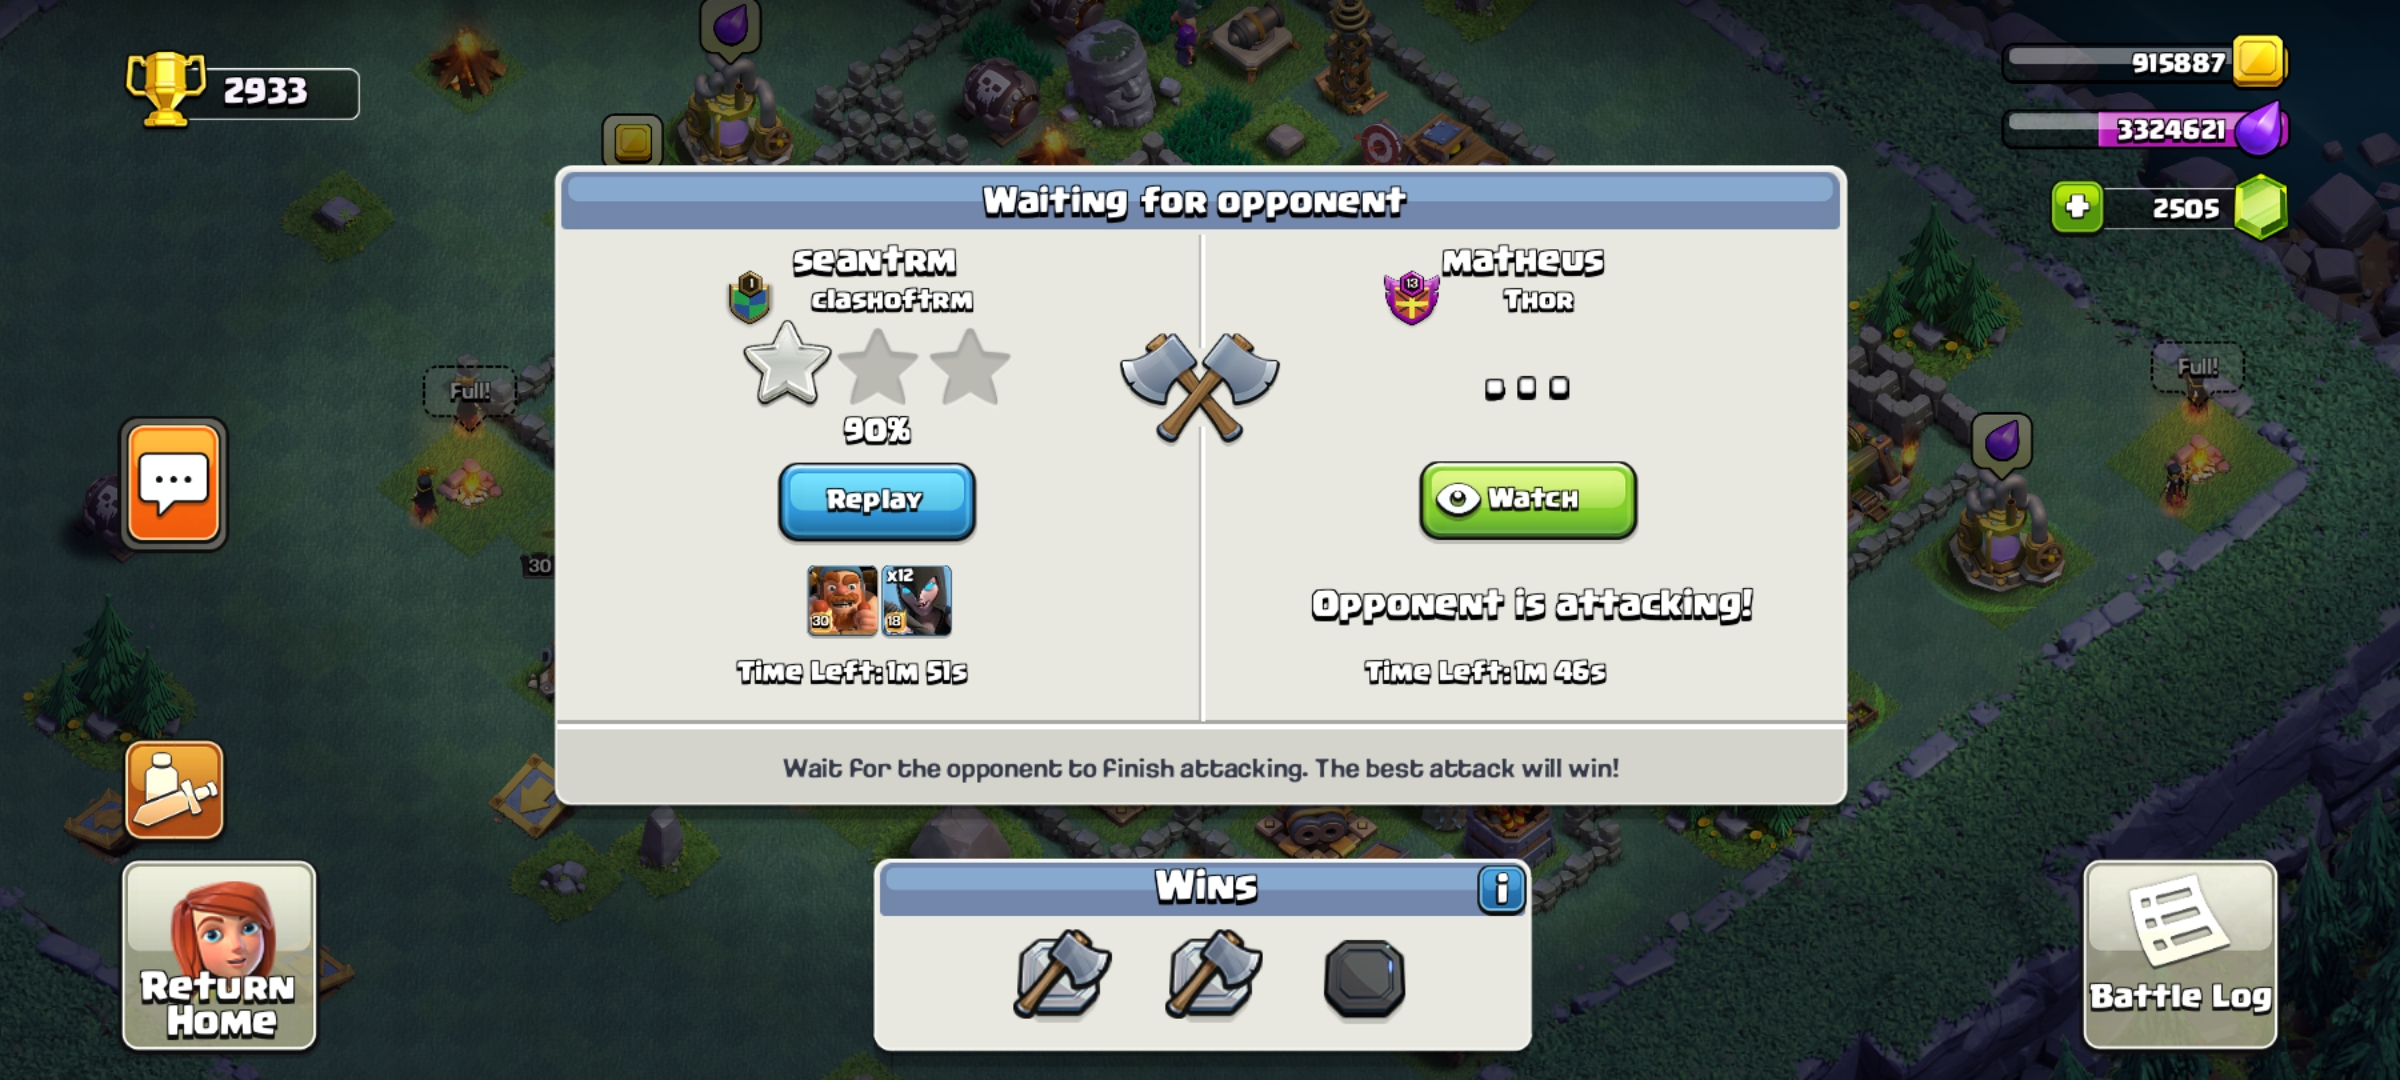 2933
915887
3324621
2505
Waiting for opponent
seantrm
1
clashoftrm
90%
Replay
30
x12
18
Time Left: 1m 51s
Matheus
13
Thor
Watch
Opponent is attacking!
Time Left: 1m 46s
Wait for the opponent to finish attacking. The best attack will win!
Full!
Full!
30
Wins
i
Return
Home
Battle Log